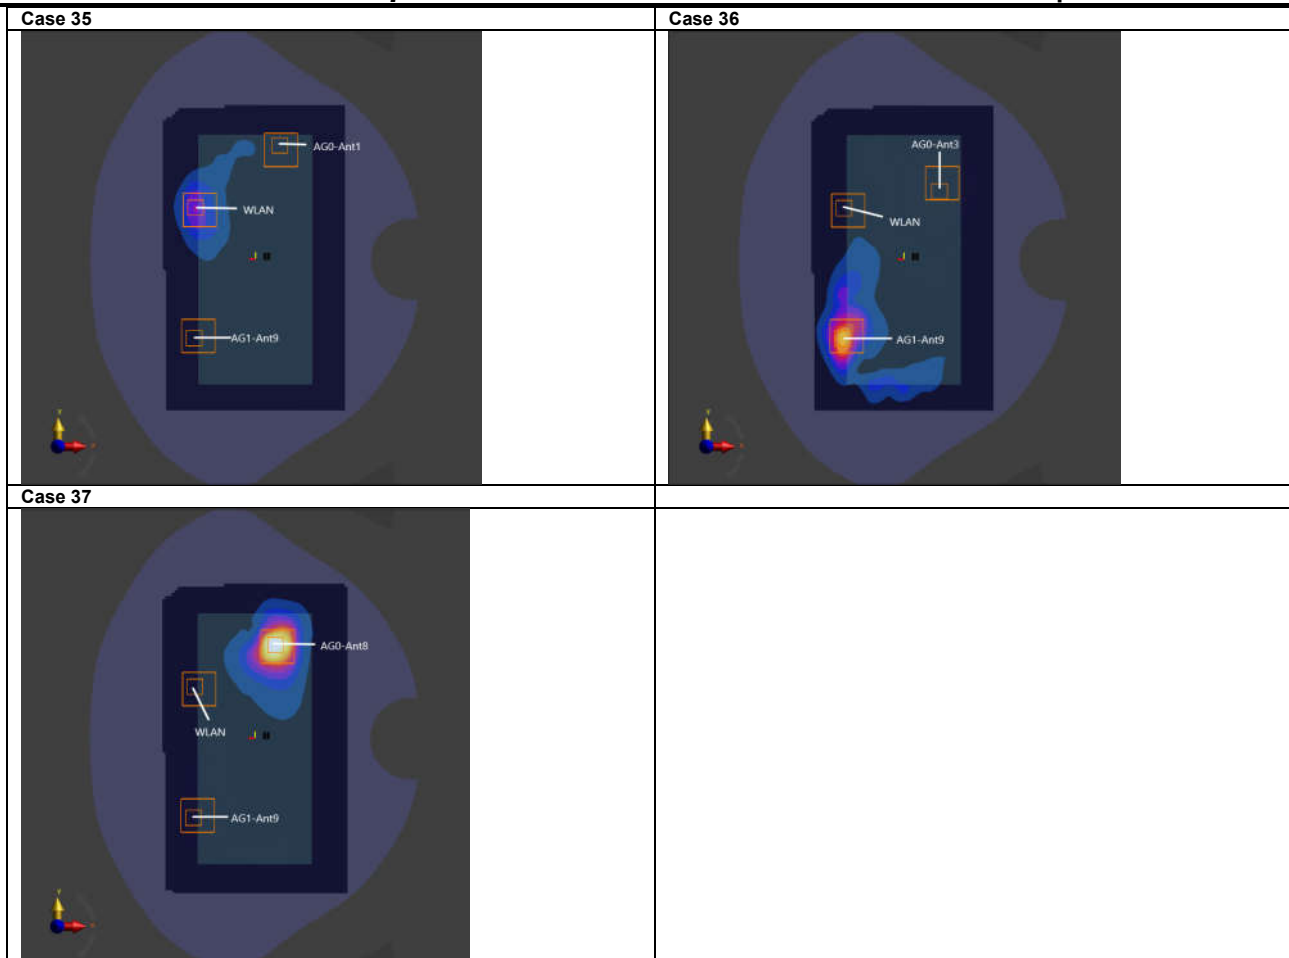 Case 35
Case 36
AG0-Ant1
WLAN
AG1-Ant9
AG0-Ant3
WLAN
AG1-Ant9
Case 37
AG0-Ant8
WLAN
AG1-Ant9